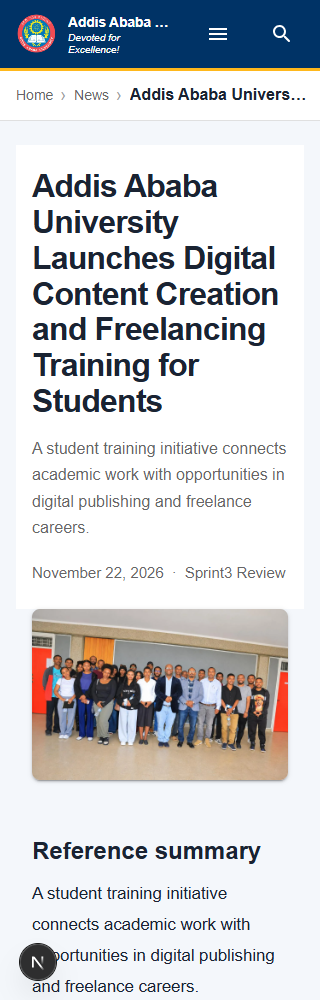 Addis Ababa ...
Devoted for
Excellence!
Home › News › Addis Ababa Univers...
Addis Ababa
University
Launches Digital
Content Creation
and Freelancing
Training for
Students
A student training initiative connects
academic work with opportunities in
digital publishing and freelance
careers.
November 22, 2026 · Sprint3 Review
Reference summary
A student training initiative
connects academic work with
opportunities in digital publishing
and freelance careers.
N